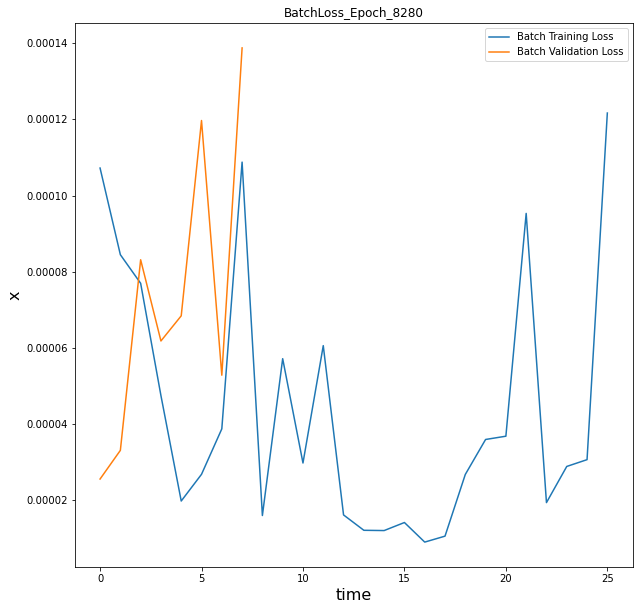 BatchLoss_Epoch_8280
Batch Training Loss
Batch Validation Loss
0.00014
0.00012
0.00010
0.00008
0.00006
0.00004
0.00002
x
0 5 10 15 20 25
time